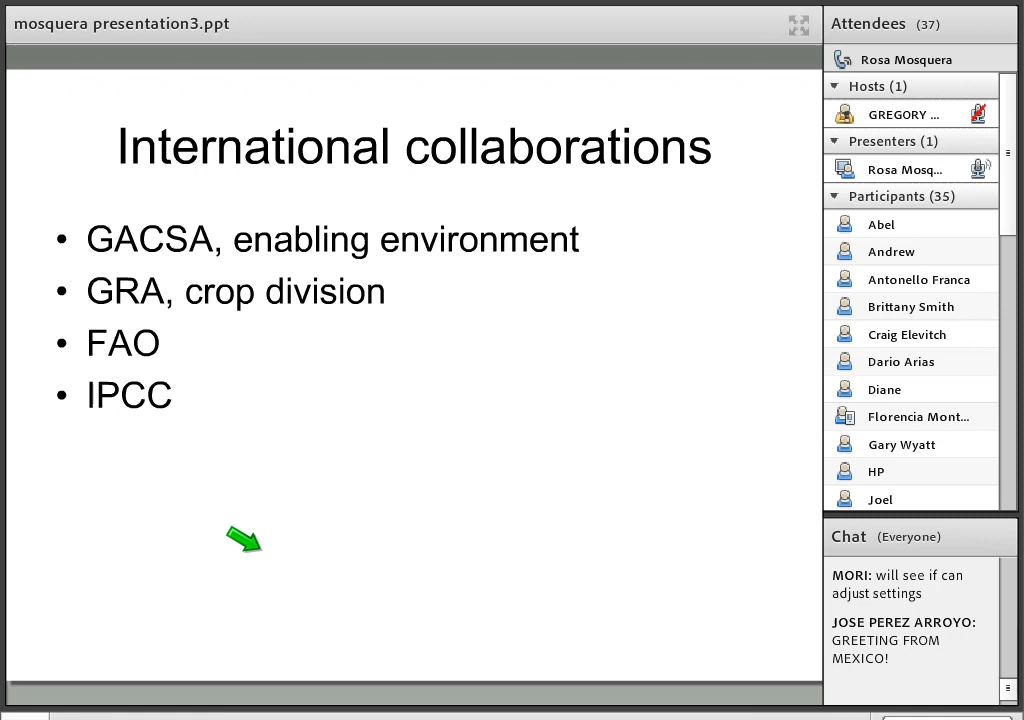 mosquera presentation3.ppt
International collaborations
• GACSA, enabling environment
• GRA, crop division
• FAO
• IPCC
Attendees (37)
Rosa Mosquera
Hosts (1)
GREGORY ...
Presenters (1)
Rosa Mosq...
Participants (35)
Abel
Andrew
Antonello Franca
Brittany Smith
Craig Elevitch
Dario Arias
Diane
Florencia Mont...
Gary Wyatt
HP
Joel
Chat (Everyone)
MORI: will see if can
adjust settings
JOSE PEREZ ARROYO:
GREETING FROM
MEXICO!